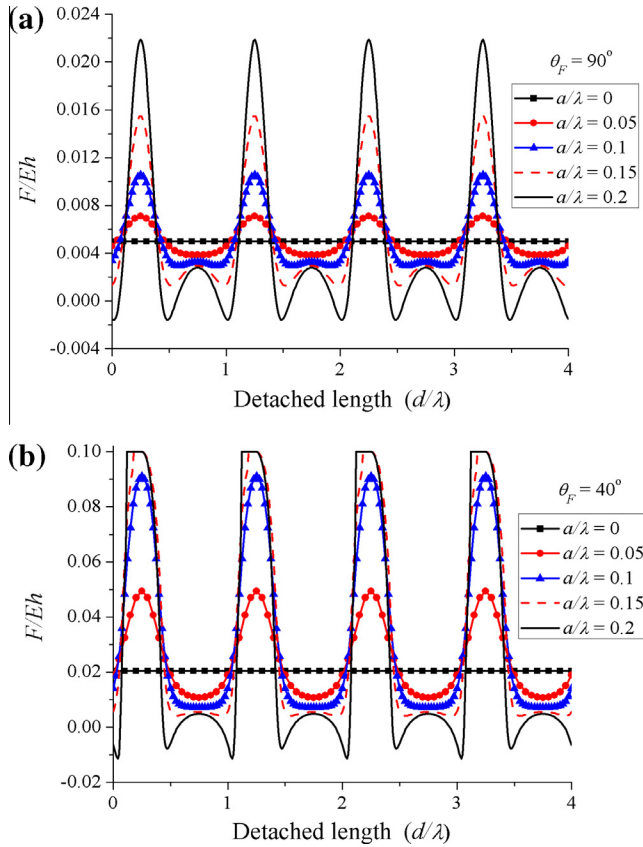 (a)
0.024
0.020
0.016
0.012
0.008
0.004
0.000
-0.004
F/Eh
θF = 90°
a/λ = 0
a/λ = 0.05
a/λ = 0.1
a/λ = 0.15
a/λ = 0.2
0 1 2 3 4
Detached length (d/λ)
(b)
0.10
0.08
0.06
0.04
0.02
0.00
-0.02
F/Eh
θF = 40°
a/λ = 0
a/λ = 0.05
a/λ = 0.1
a/λ = 0.15
a/λ = 0.2
0 1 2 3 4
Detached length (d/λ)